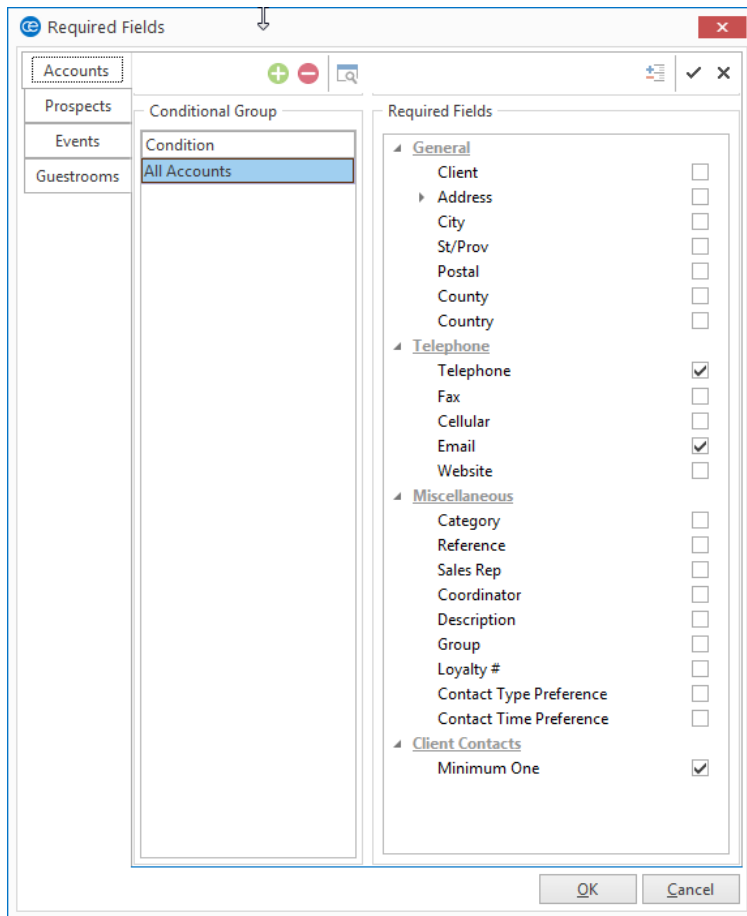 Required Fields
Accounts
Prospects
Events
Guestrooms
Conditional Group
Condition
All Accounts
Required Fields
General
Client
Address
City
St/Prov
Postal
County
Country
Telephone
Telephone
Fax
Cellular
Email
Website
Miscellaneous
Category
Reference
Sales Rep
Coordinator
Description
Group
Loyalty #
Contact Type Preference
Contact Time Preference
Client Contacts
Minimum One
OK
Cancel